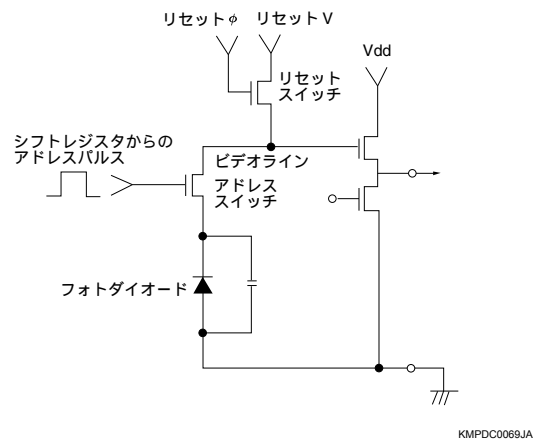 リセットφ
リセットV
Vdd
リセット
スイッチ
シフトレジスタからの
アドレスパルス
ビデオライン
アドレス
スイッチ
フォトダイオード
KMPDC0069JA